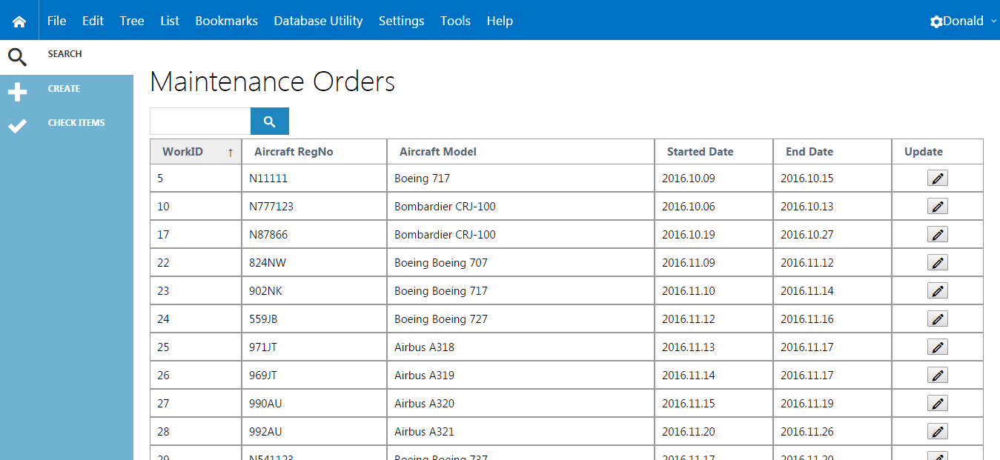 File Edit Tree List Bookmarks Database Utility Settings Tools Help Donald
SEARCH
CREATE
CHECK ITEMS
Maintenance Orders
WorkID ↑ Aircraft RegNo Aircraft Model Started Date End Date Update
5 N11111 Boeing 717 2016.10.09 2016.10.15
10 N777123 Bombardier CRJ-100 2016.10.06 2016.10.13
17 N87866 Bombardier CRJ-100 2016.10.19 2016.10.27
22 824NW Boeing Boeing 707 2016.11.09 2016.11.12
23 902NK Boeing Boeing 717 2016.11.10 2016.11.14
24 559JB Boeing Boeing 727 2016.11.12 2016.11.16
25 971JT Airbus A318 2016.11.13 2016.11.17
26 969JT Airbus A319 2016.11.14 2016.11.17
27 990AU Airbus A320 2016.11.15 2016.11.19
28 992AU Airbus A321 2016.11.20 2016.11.26
29 N541123 Boeing Boeing 737 2016.11.17 2016.11.20